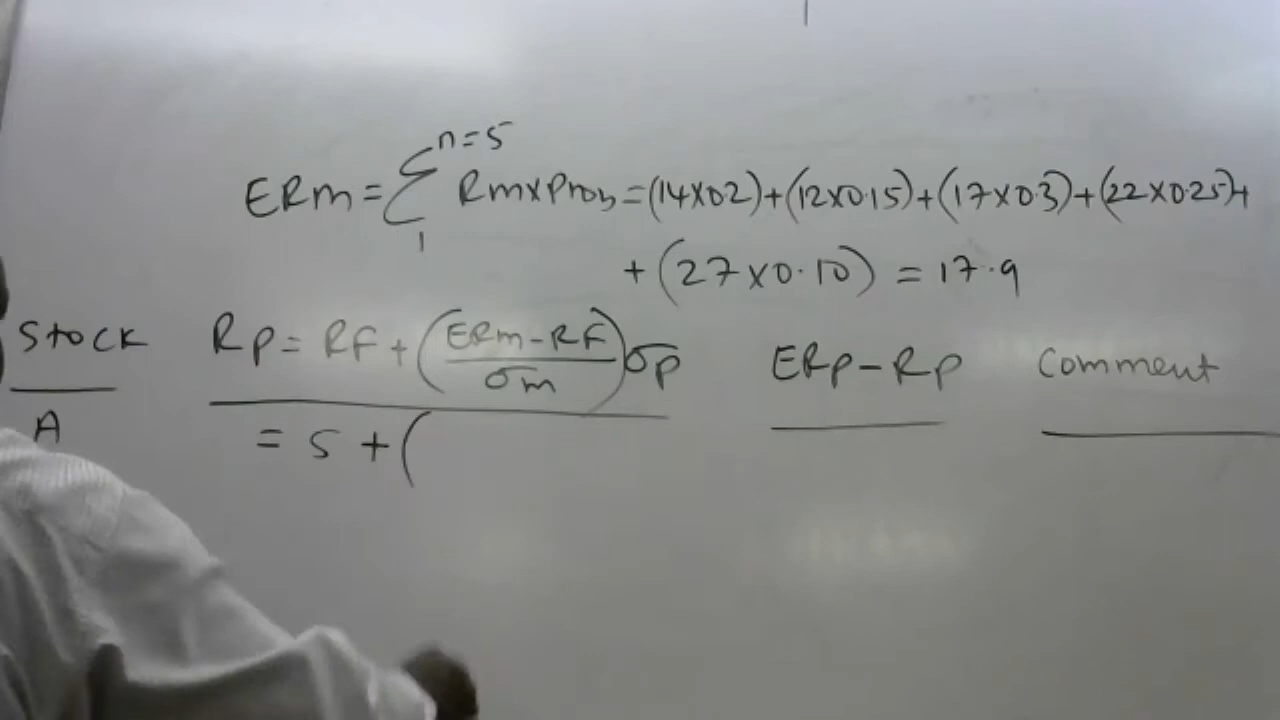 n=5
ERm = Σ Rm x Prob = (14 x 0.2) + (12 x 0.15) + (17 x 0.3) + (22 x 0.25) +
1
+ (27 x 0.10) = 17.9
Stock Rp = RF + (ERm - RF / σm) σp ERp - Rp Comment
A = 5 + (